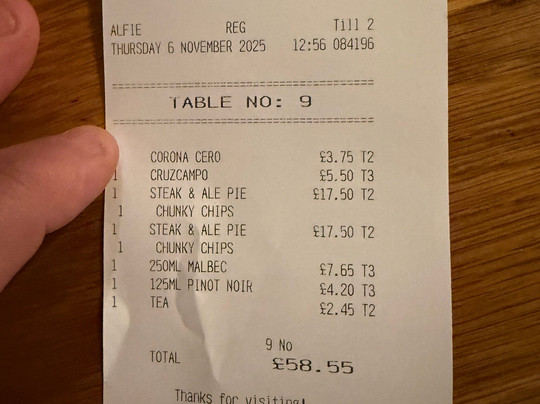 ALFIE REG Till 2
THURSDAY 6 NOVEMBER 2025 12:56 084196
TABLE NO: 9
CORONA CERO £3.75 T2
1 CRUZCAMPO £5.50 T3
1 STEAK & ALE PIE £17.50 T2
1 CHUNKY CHIPS
1 STEAK & ALE PIE £17.50 T2
1 CHUNKY CHIPS
1 250ML MALBEC £7.65 T3
1 125ML PINOT NOIR £4.20 T3
1 TEA £2.45 T2
9 No
TOTAL £58.55
Thanks for visiting!